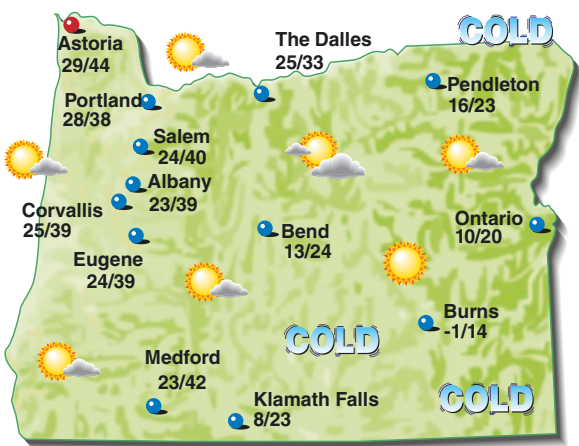 COLD
Astoria
29/44
The Dalles
25/33
Pendleton
16/23
Portland
28/38
Salem
24/40
Albany
23/39
Corvallis
25/39
Ontario
10/20
Bend
13/24
Eugene
24/39
Burns
-1/14
COLD
Medford
23/42
Klamath Falls
8/23
COLD